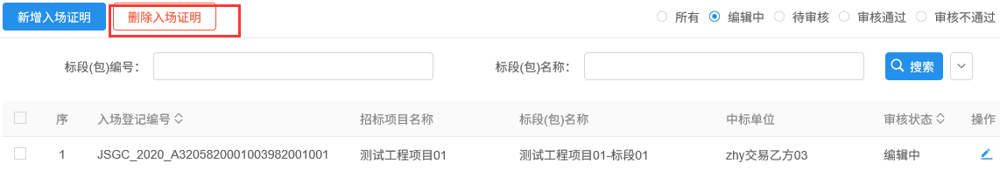 新增入场证明 删除入场证明 所有 编辑中 待审核 审核通过 审核不通过
标段(包)编号： 标段(包)名称： 搜索
序 入场登记编号 招标项目名称 标段(包)名称 中标单位 审核状态 操作
1 JSGC_2020_A3205820001003982001001 测试工程项目01 测试工程项目01-标段01 zhy交易乙方03 编辑中